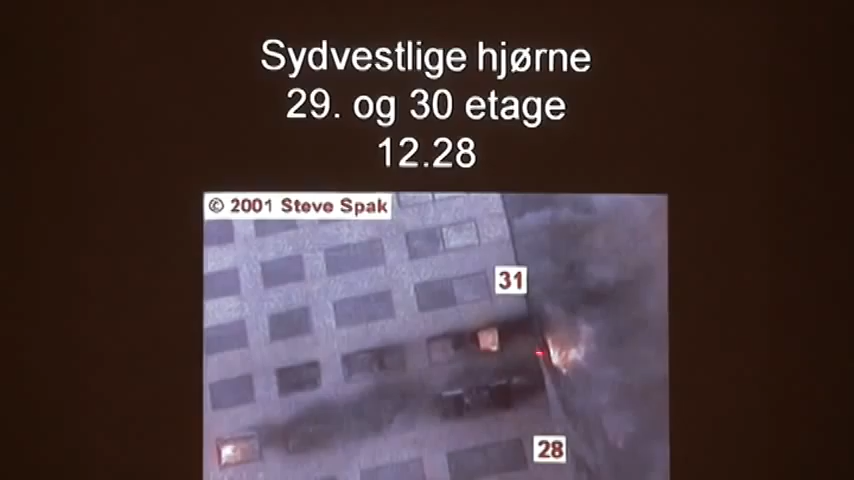 Sydvestlige hjørne
29. og 30 etage
12.28
© 2001 Steve Spak
31
28